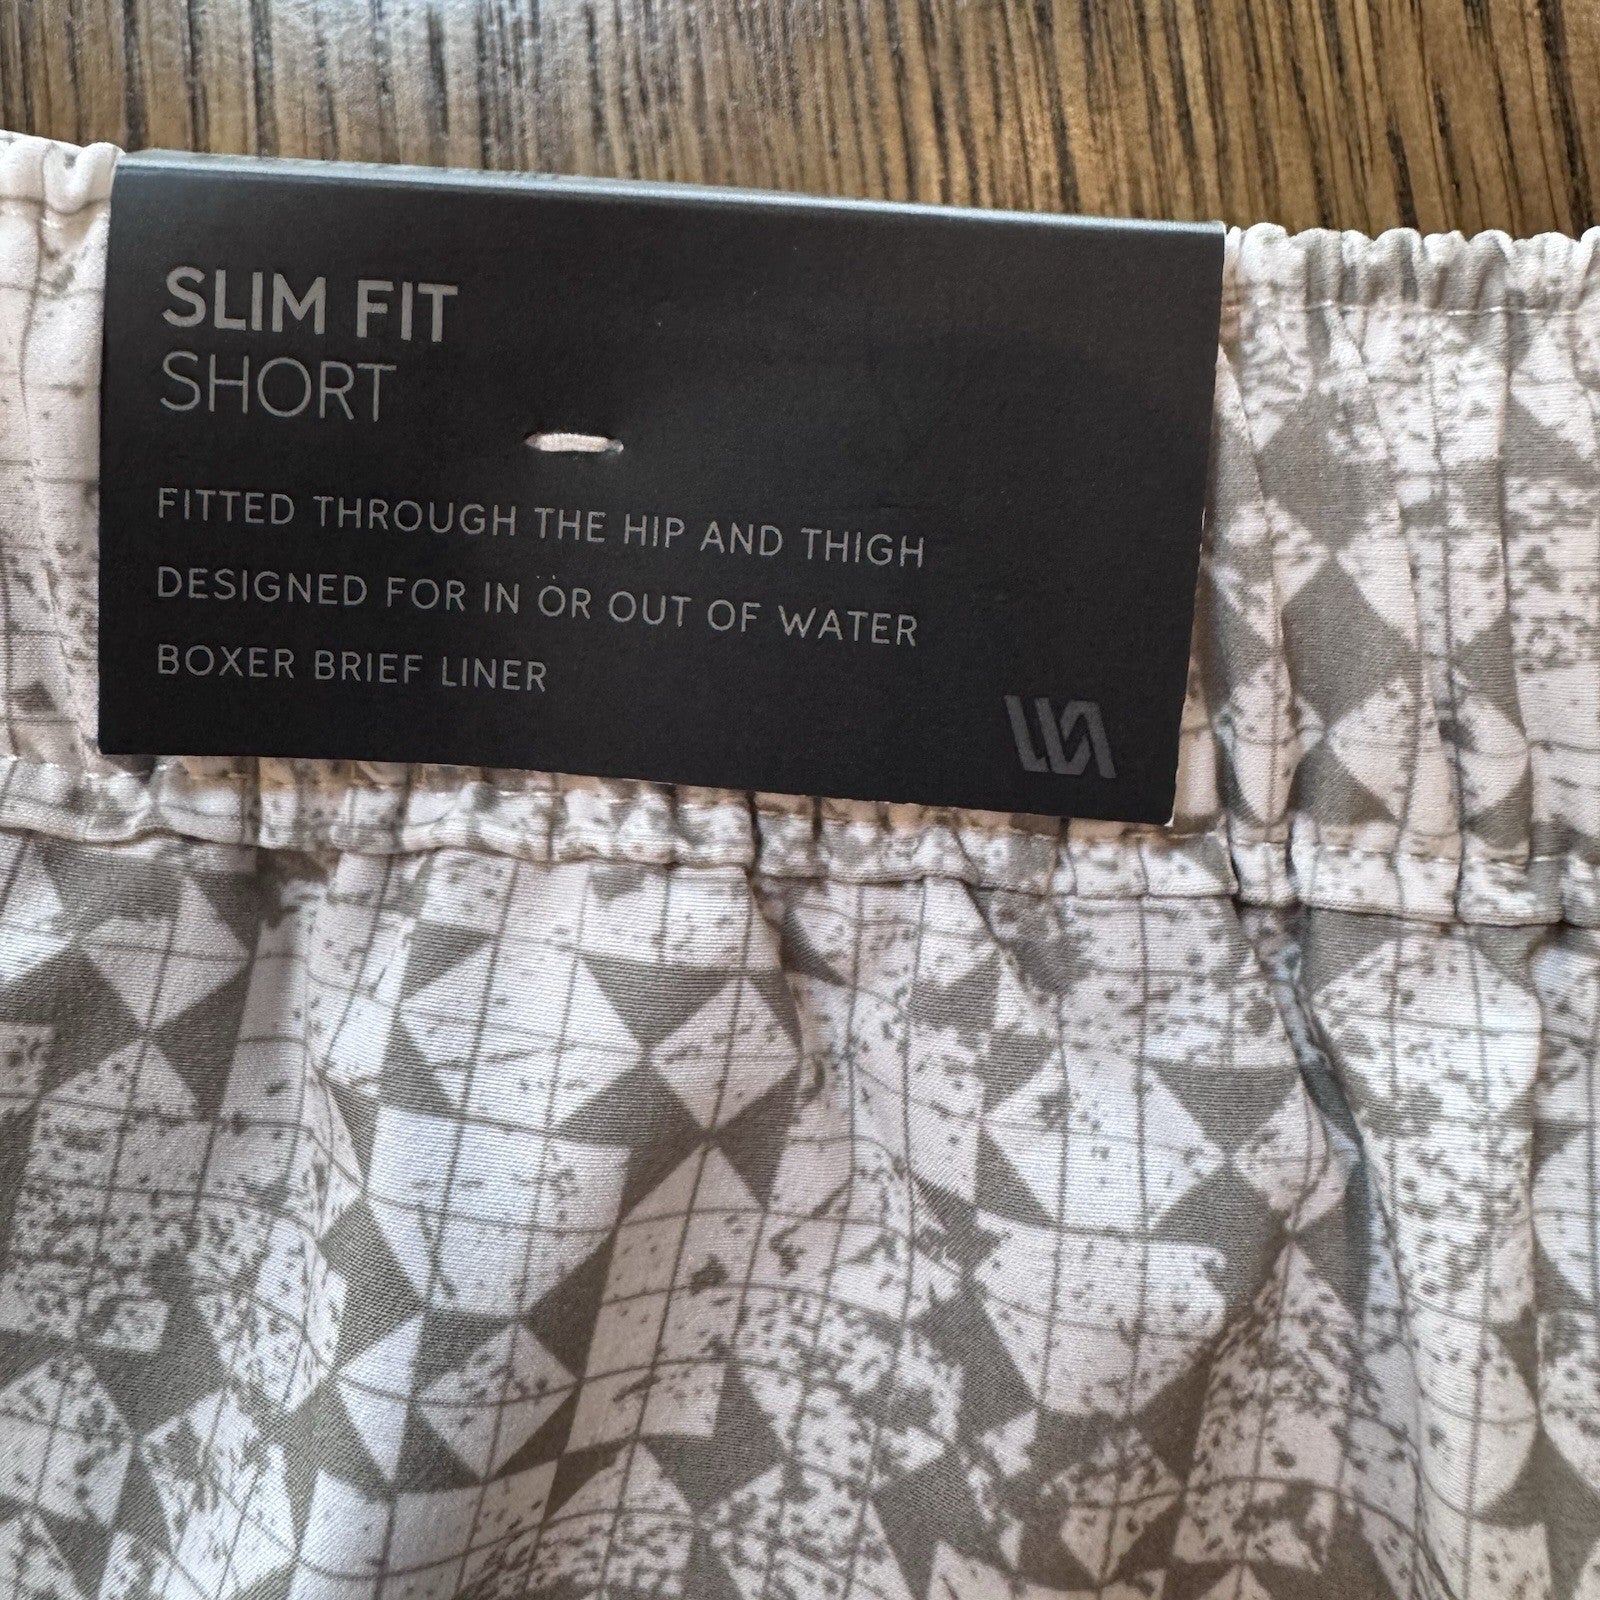 SLIM FIT
SHORT
FITTED THROUGH THE HIP AND THIGH
DESIGNED FOR IN OR OUT OF WATER
BOXER BRIEF LINER